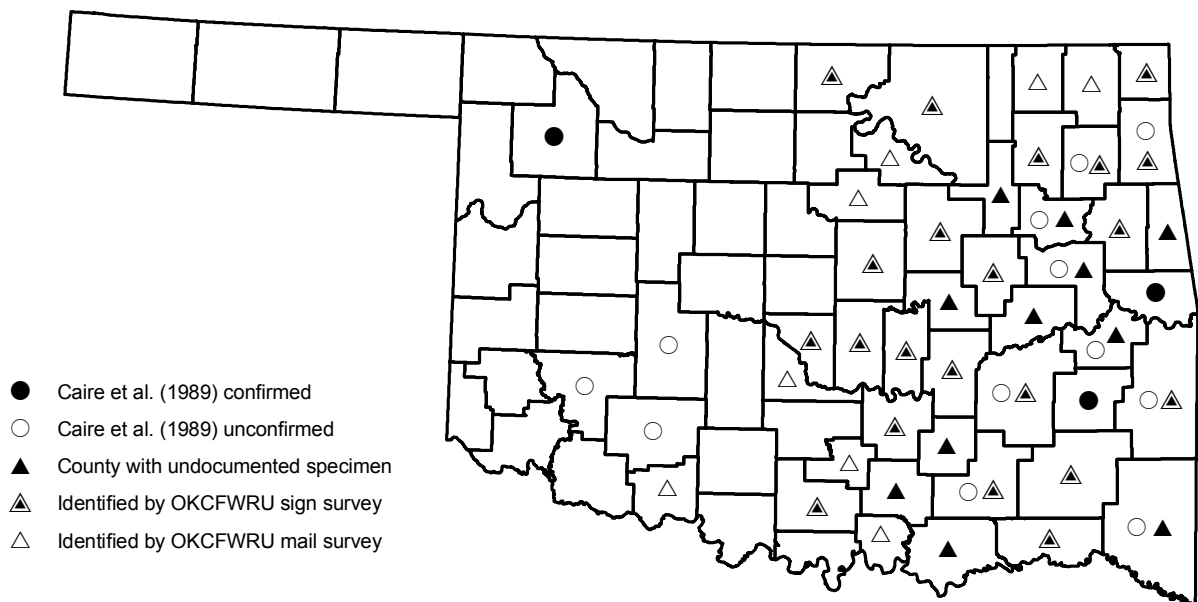 Caire et al. (1989) confirmed
Caire et al. (1989) unconfirmed
County with undocumented specimen
Identified by OKCFWRU sign survey
Identified by OKCFWRU mail survey